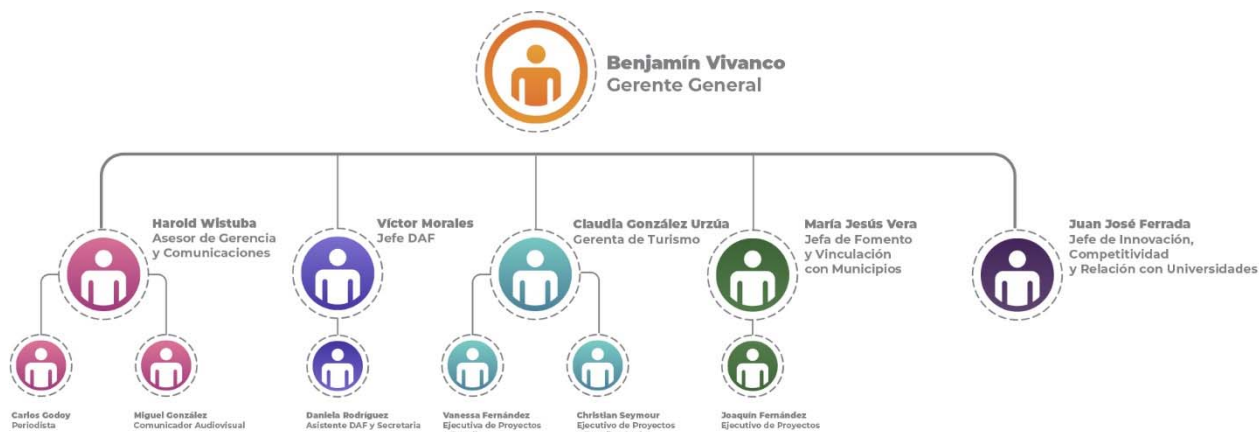 Benjamín Vivanco
Gerente General
Harold Wistuba
Asesor de Gerencia
y Comunicaciones
Víctor Morales
Jefe DAF
Claudia González Urzúa
Gerenta de Turismo
María Jesús Vera
Jefa de Fomento
y Vinculación
con Municipios
Juan José Ferrada
Jefe de Innovación,
Competitividad
y Relación con Universidades
Carlos Godoy
Periodista
Miguel González
Comunicador Audiovisual
Daniela Rodríguez
Asistente DAF y Secretaria
Vanessa Fernández
Ejecutiva de Proyectos
Christian Seymour
Ejecutivo de Proyectos
Joaquín Fernández
Ejecutivo de Proyectos